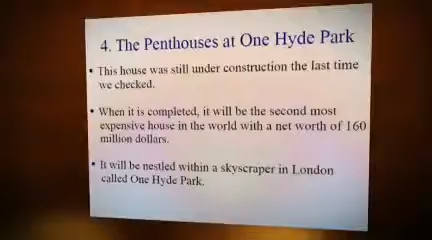 4. The Penthouses at One Hyde Park
• This house was still under construction the last time
we checked.
• When it is completed, it will be the second most
expensive house in the world with a net worth of 160
million dollars.
• It will be nestled within a skyscraper in London
called One Hyde Park.